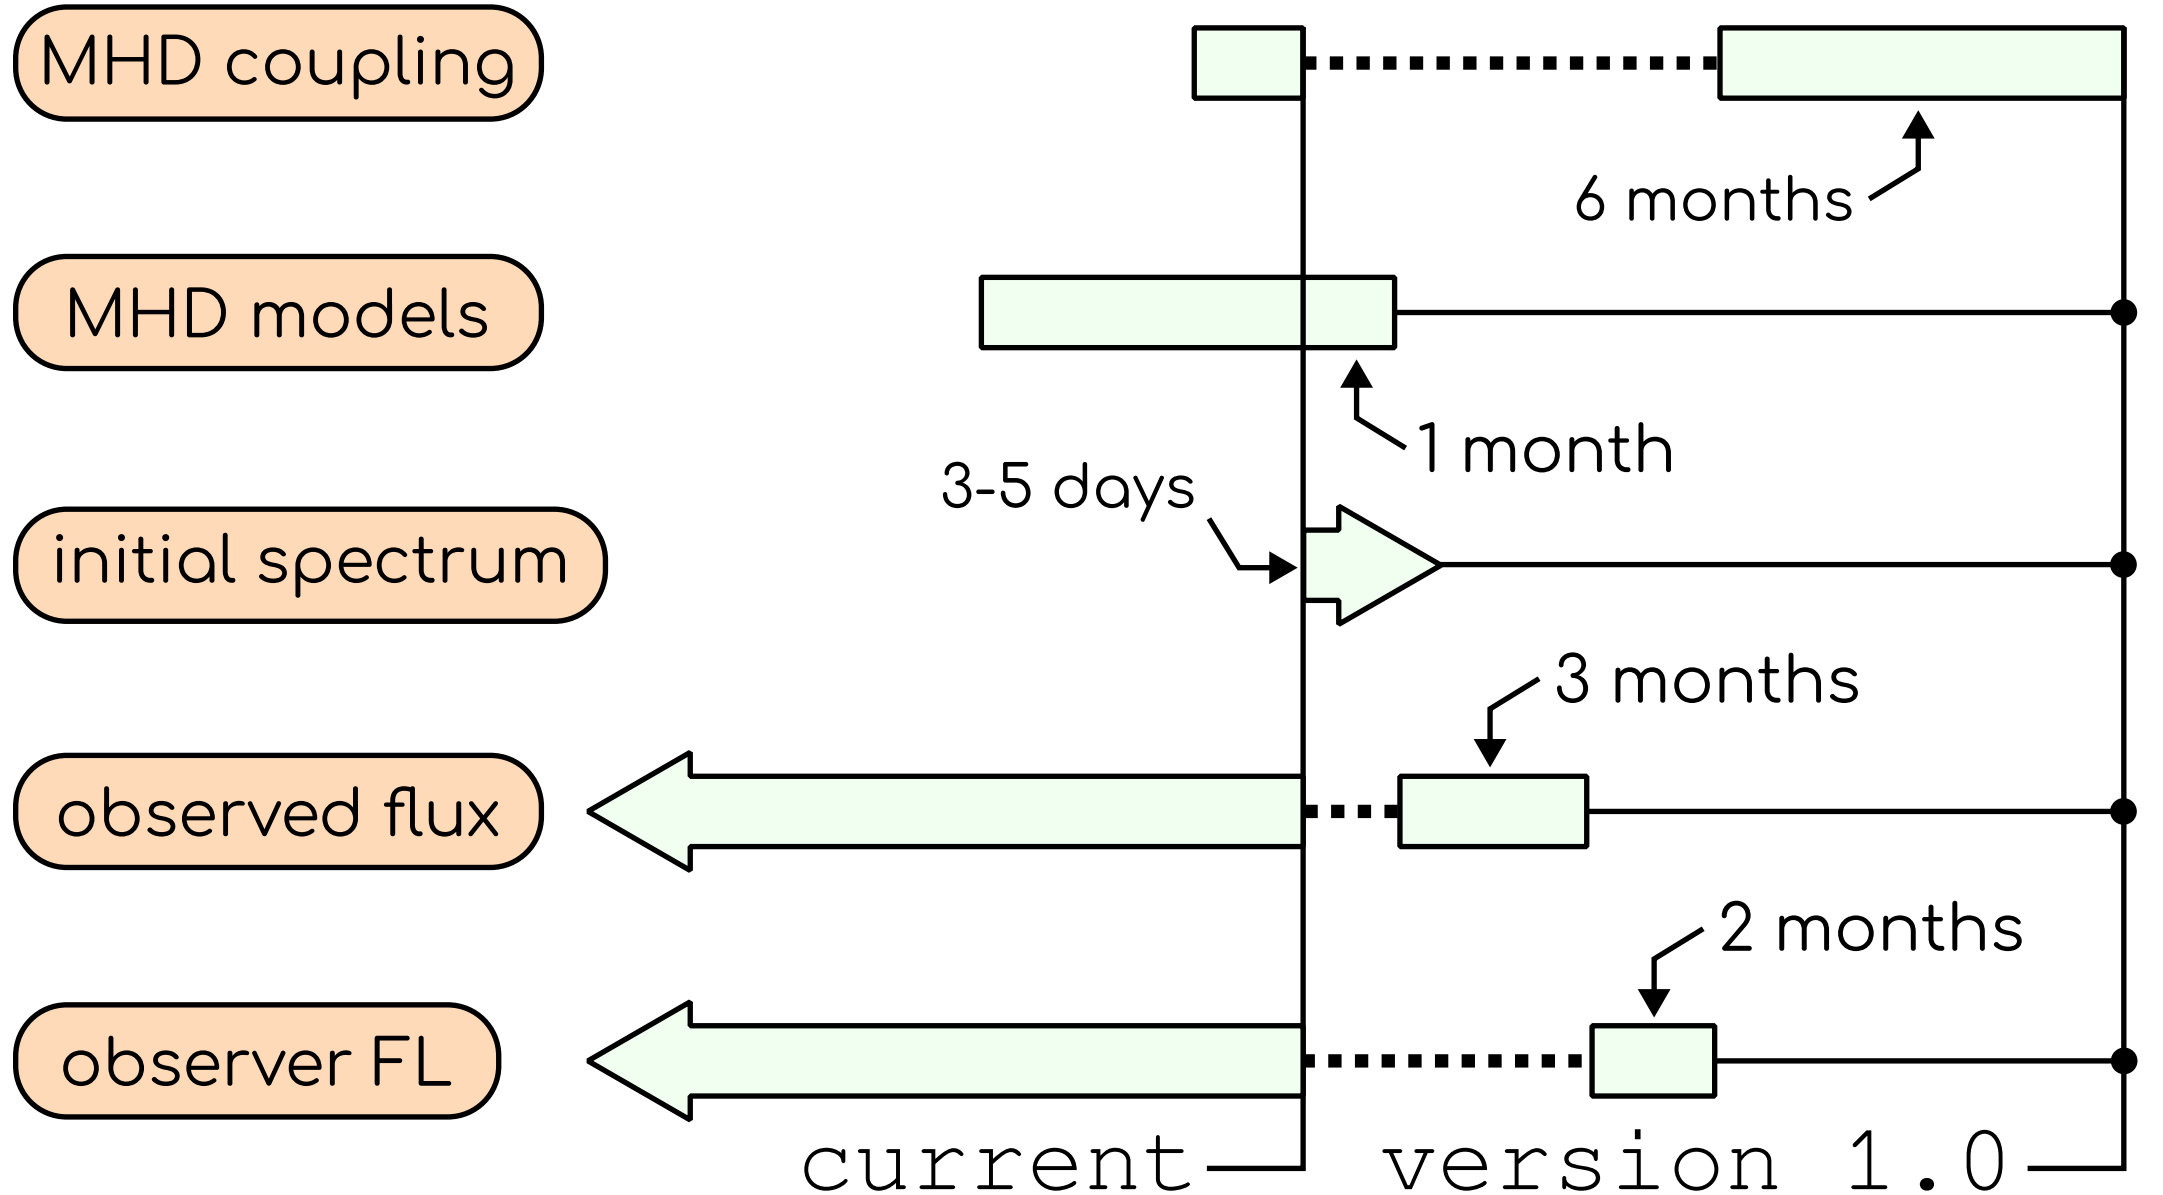 MHD coupling
6 months
MHD models
1 month
3-5 days
initial spectrum
3 months
observed flux
2 months
observer FL
current
version 1.0